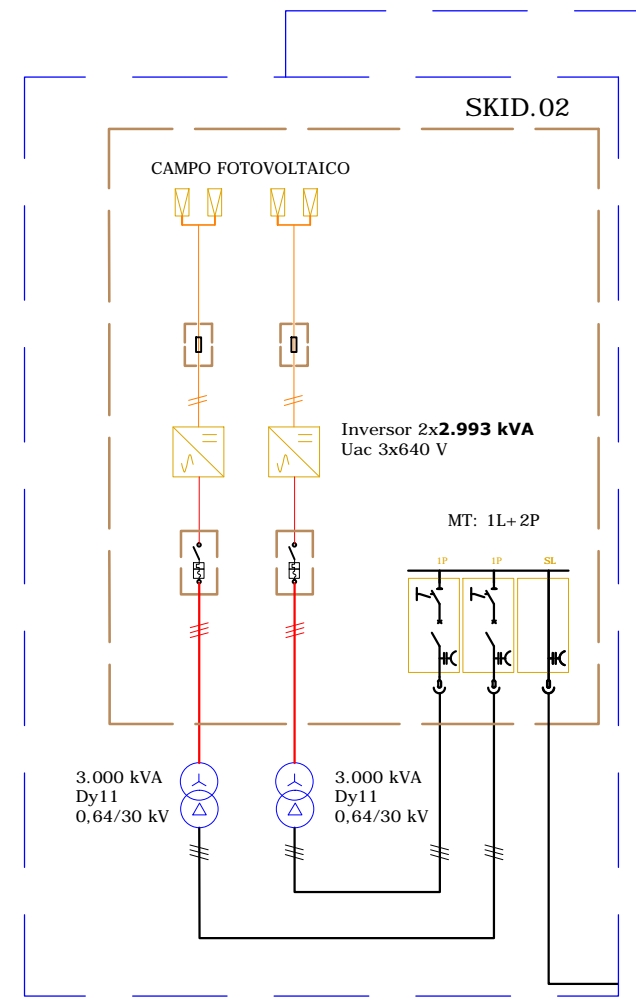 SKID.02
CAMPO FOTOVOLTAICO
Inversor 2x2.993 kVA
Uac 3x640 V
MT: 1L+2P
1P
1P
SL
3.000 kVA
Dy11
0,64/30 kV
3.000 kVA
Dy11
0,64/30 kV